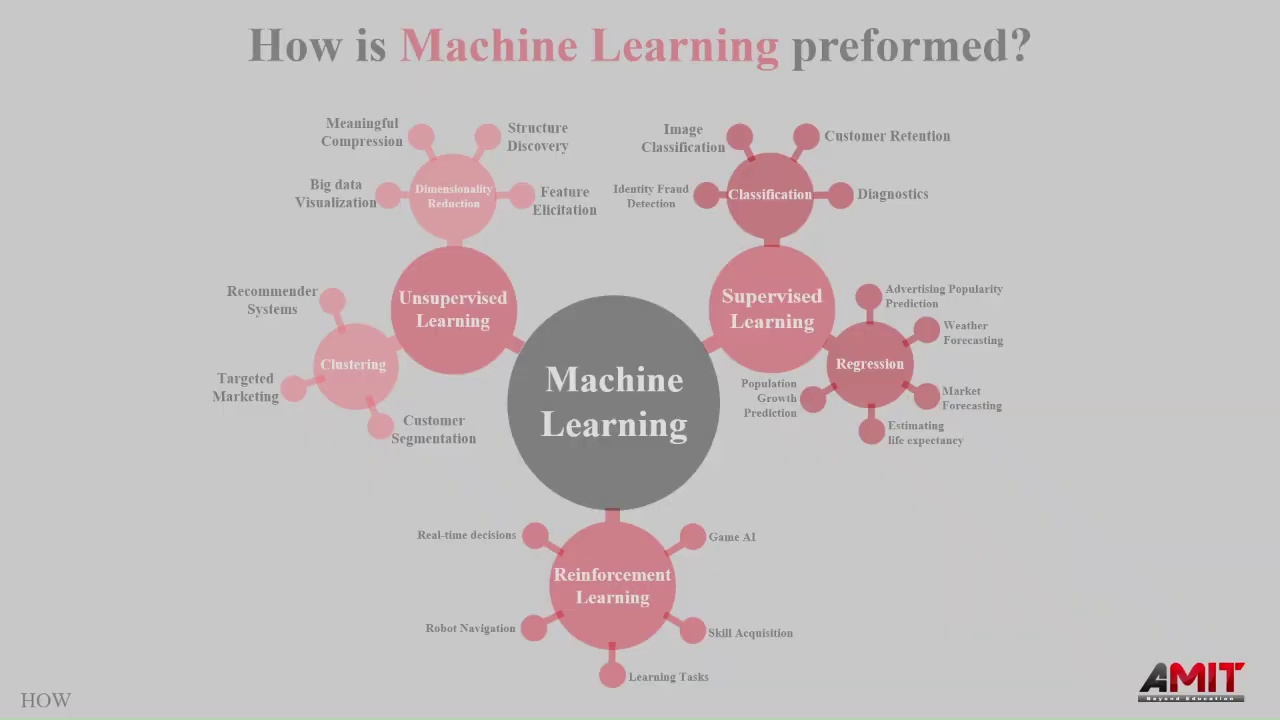 How is Machine Learning preformed?
Meaningful
Compression
Structure
Discovery
Big data
Visualization
Dimensionality
Reduction
Feature
Elicitation
Image
Classification
Customer Retention
Identity Fraud
Detection
Classification
Diagnostics
Recommender
Systems
Unsupervised
Learning
Clustering
Targeted
Marketing
Customer
Segmentation
Machine
Learning
Supervised
Learning
Advertising Popularity
Prediction
Weather
Forecasting
Regression
Population
Growth
Prediction
Market
Forecasting
Estimating
life expectancy
Real-time decisions
Game AI
Reinforcement
Learning
Robot Navigation
Skill Acquisition
Learning Tasks
HOW
AMIT
Beyond Education